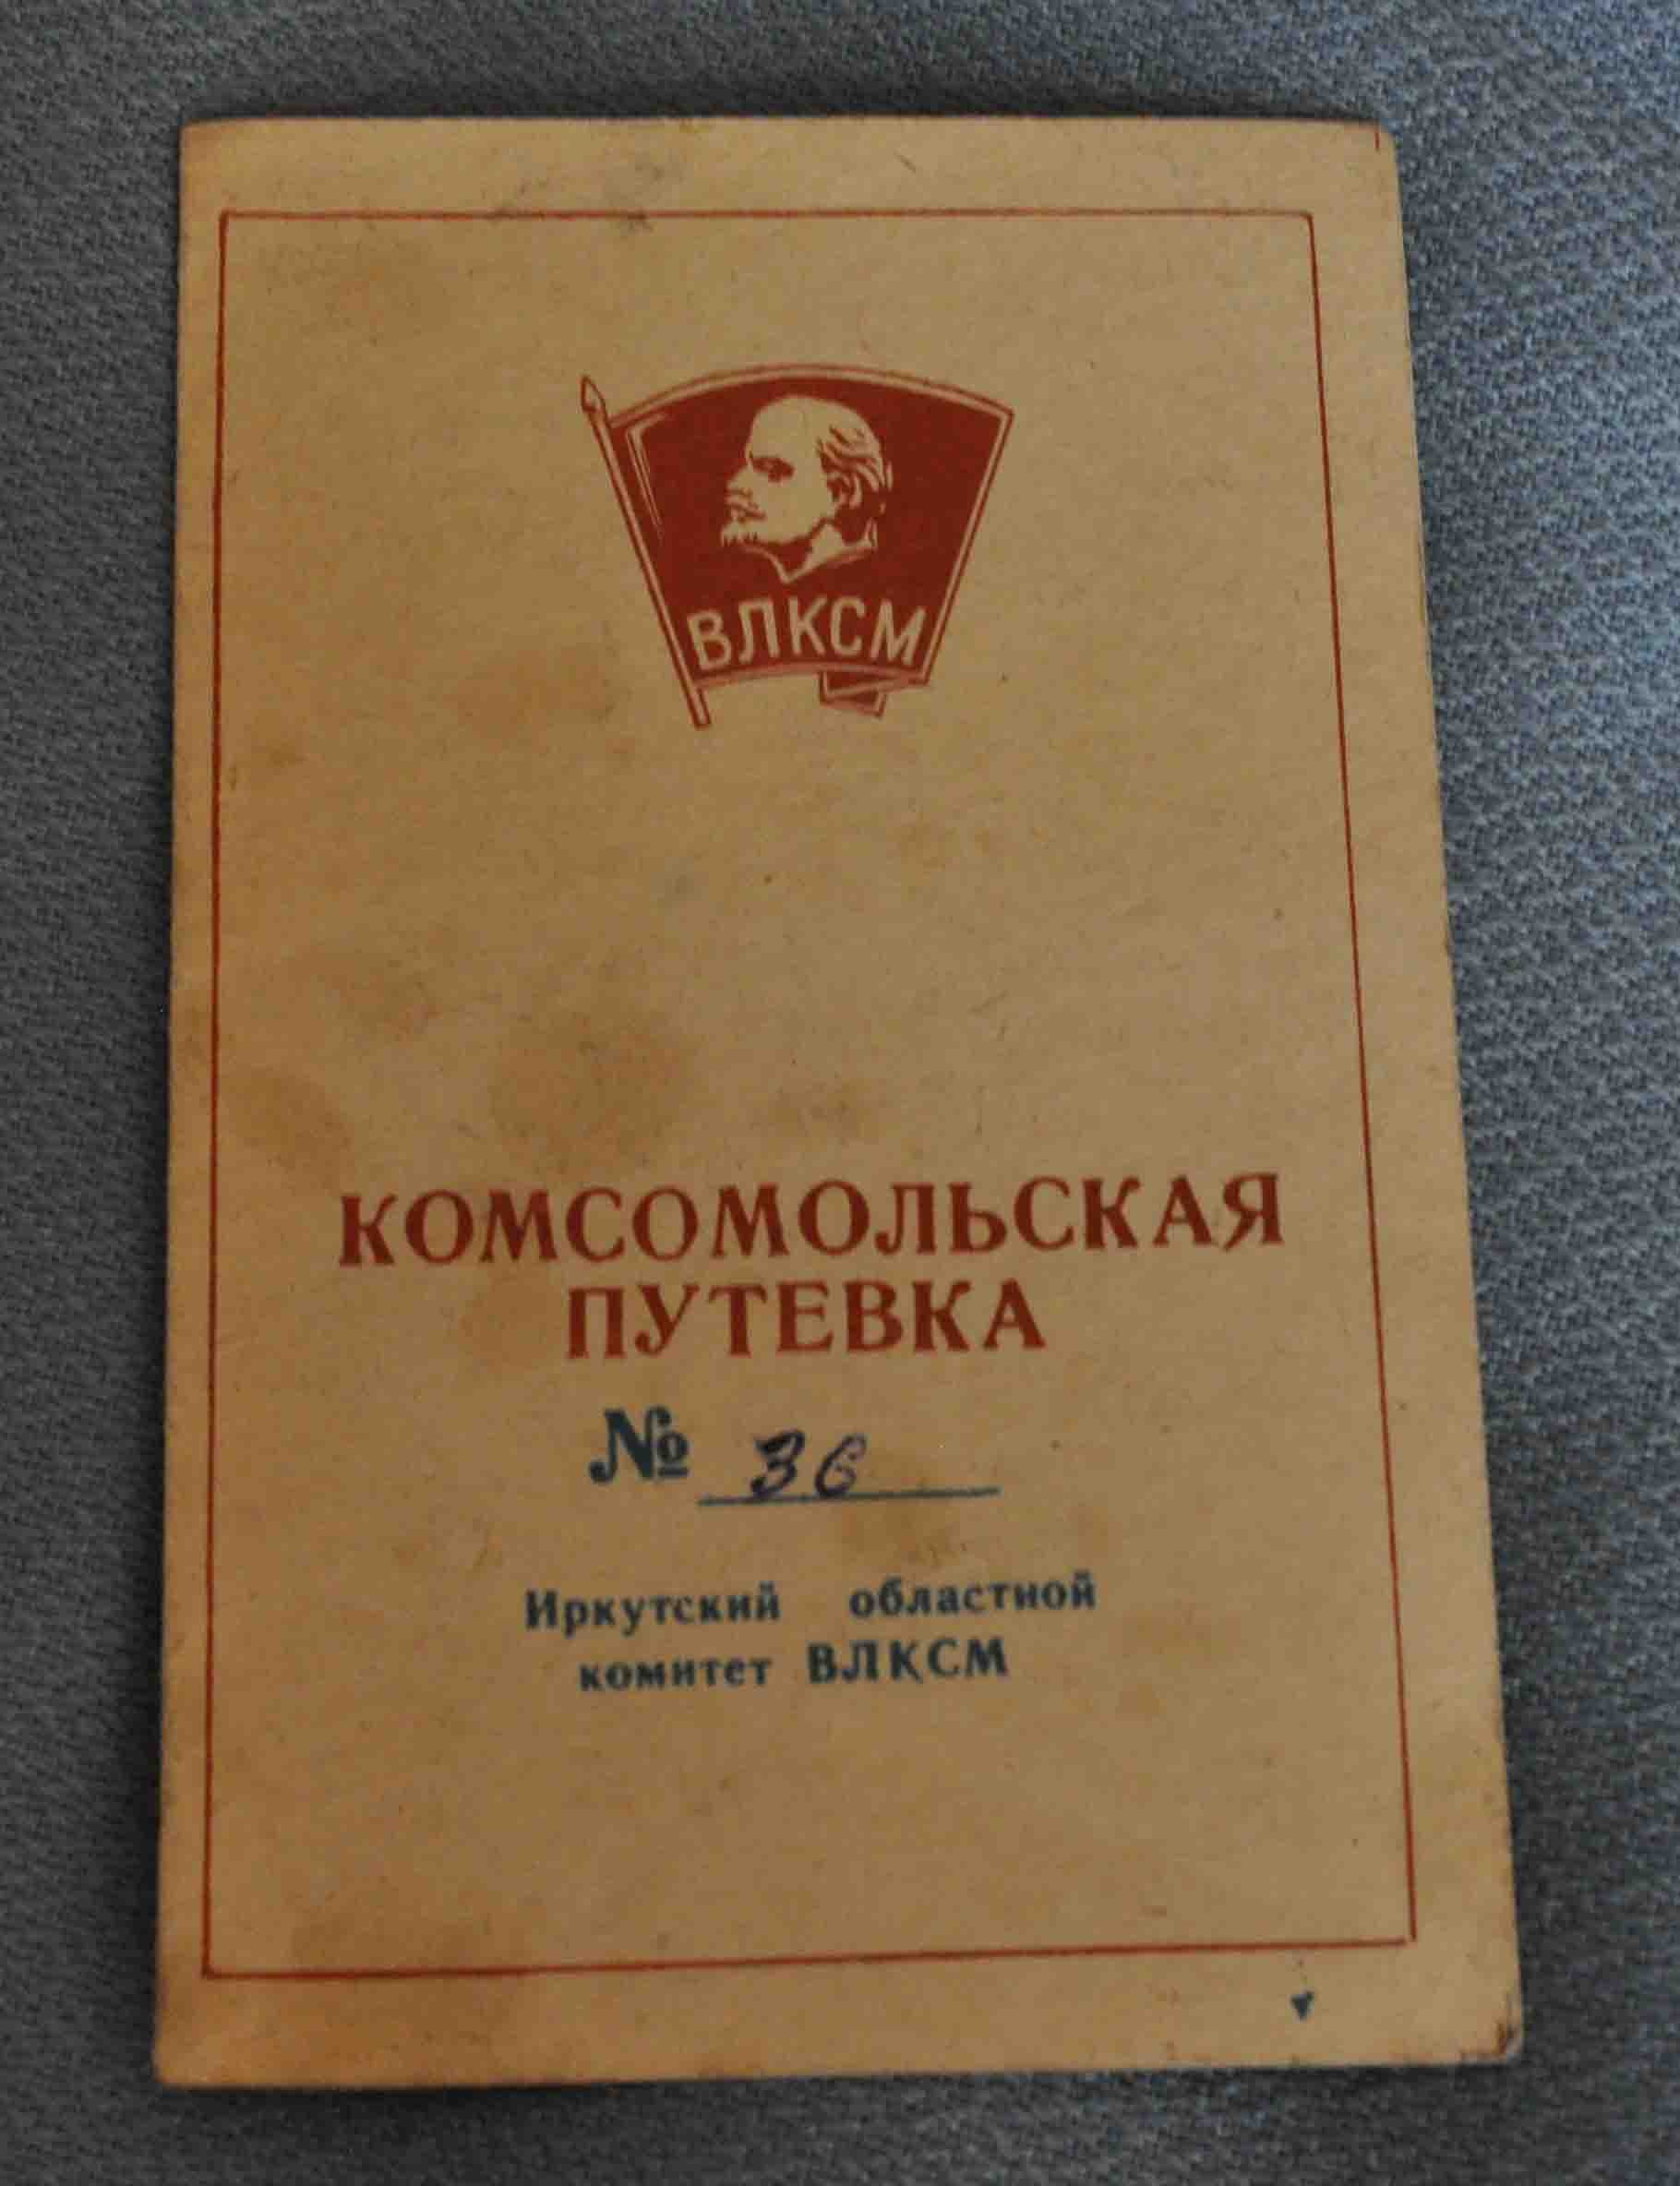 ВЛКСМ
КОМСОМОЛЬСКАЯ
ПУТЕВКА
№ 36
Иркутский областной
комитет ВЛКСМ